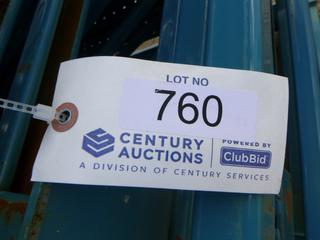 LOT NO
760
CENTURY
AUCTIONS
POWERED BY
ClubBid
A DIVISION OF CENTURY SERVICES